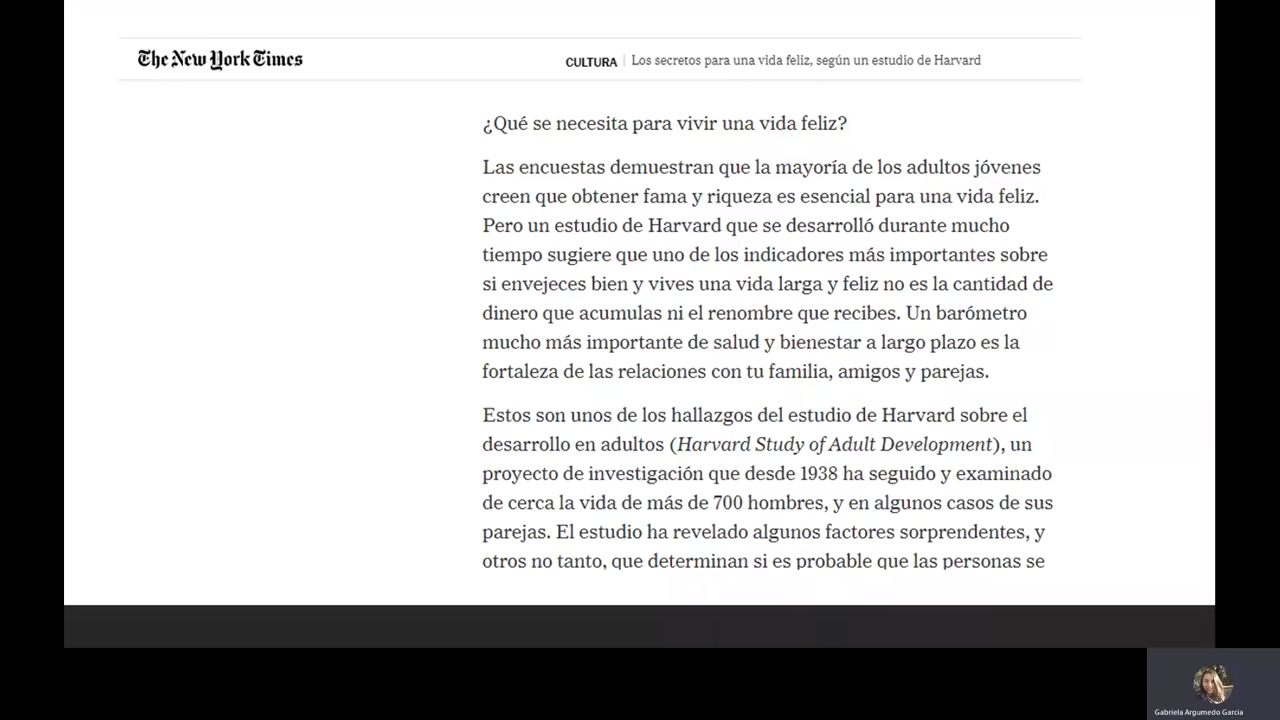 The New York Times
CULTURA | Los secretos para una vida feliz, según un estudio de Harvard
¿Qué se necesita para vivir una vida feliz?
Las encuestas demuestran que la mayoría de los adultos jóvenes
creen que obtener fama y riqueza es esencial para una vida feliz.
Pero un estudio de Harvard que se desarrolló durante mucho
tiempo sugiere que uno de los indicadores más importantes sobre
si envejeces bien y vives una vida larga y feliz no es la cantidad de
dinero que acumulas ni el renombre que recibes. Un barómetro
mucho más importante de salud y bienestar a largo plazo es la
fortaleza de las relaciones con tu familia, amigos y parejas.
Estos son unos de los hallazgos del estudio de Harvard sobre el
desarrollo en adultos (Harvard Study of Adult Development), un
proyecto de investigación que desde 1938 ha seguido y examinado
de cerca la vida de más de 700 hombres, y en algunos casos de sus
parejas. El estudio ha revelado algunos factores sorprendentes, y
otros no tanto, que determinan si es probable que las personas se
Gabriela Argumedo Garcia